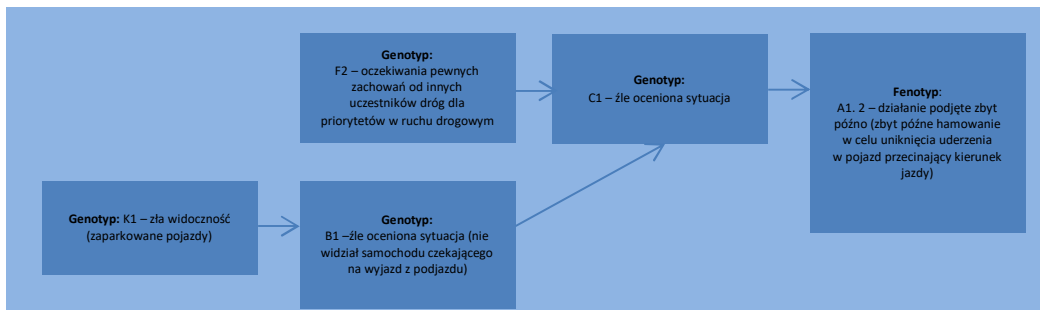 Genotyp:
F2 – oczekiwania pewnych
zachowań od innych
uczestników dróg dla
priorytetów w ruchu drogowym
Genotyp:
C1 - źle oceniona sytuacja
Fenotyp:
A1. 2 – działanie podjęte zbyt
późno (zbyt późne hamowanie
w celu uniknięcia uderzenia
w pojazd przecinający kierunek
jazdy)
Genotyp: K1 – zła widoczność
(zaparkowane pojazdy)
Genotyp:
B1 –źle oceniona sytuacja (nie
widział samochodu czekającego
na wyjazd z podjazdu)